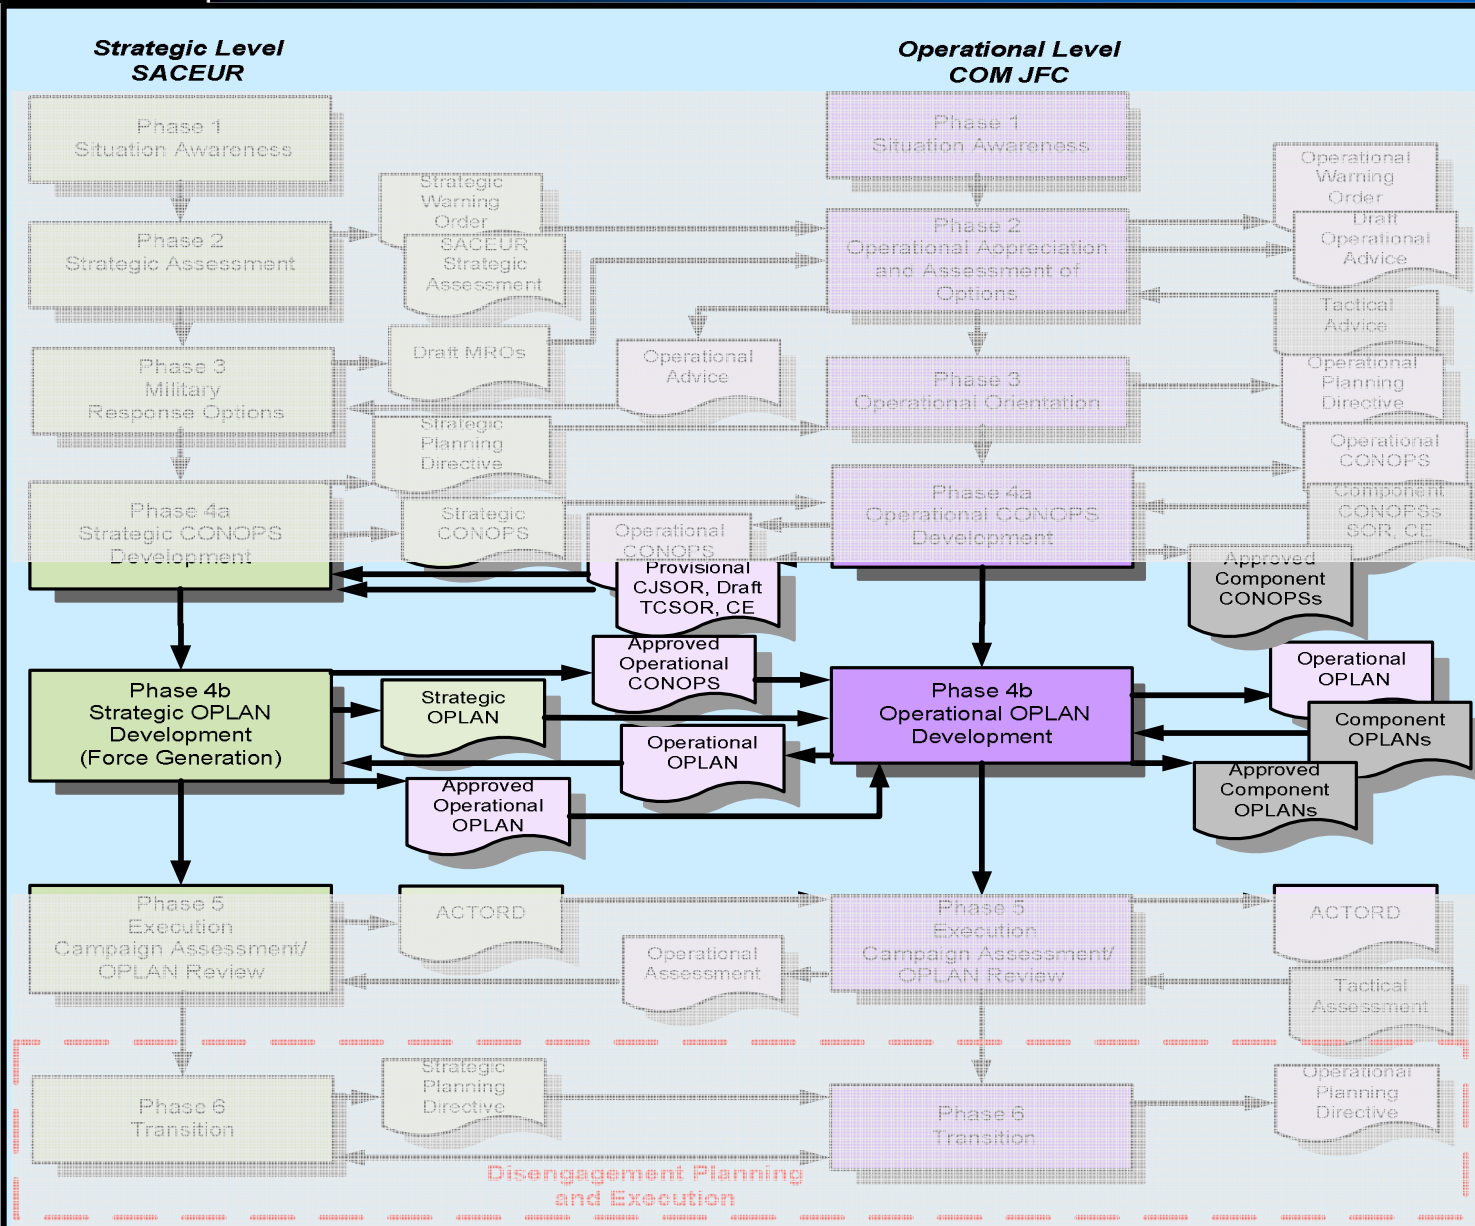 Strategic Level
SACEUR
Operational Level
COM JFC
Phase 1
Situation Awareness
Phase 1
Situation Awareness
Phase 2
Strategic Assessment
Strategic
Warning
Order
SACEUR
Strategic
Assessment
Phase 2
Operational Appreciation
and Assessment of
Options
Operational
Warning
Order
Draft
Operational
Advice
Tactical
Advice
Phase 3
Military
Response Options
Draft MROs
Operational
Advice
Phase 3
Operational Orientation
Operational
Planning
Directive
Strategic
Planning
Directive
Operational
CONOPS
Phase 4a
Strategic CONOPS
Development
Strategic
CONOPS
Operational
CONOPS
Provisional
CJSOR, Draft
TCSOR, CE
Phase 4a
Operational CONOPS
Development
Component
CONOPSs
SOR, CE
Approved
Component
CONOPSs
Phase 4b
Strategic OPLAN
Development
(Force Generation)
Strategic
OPLAN
Approved
Operational
CONOPS
Operational
OPLAN
Approved
Operational
OPLAN
Phase 4b
Operational OPLAN
Development
Operational
OPLAN
Component
OPLANs
Approved
Component
OPLANs
Phase 5
Execution
Campaign Assessment/
OPLAN Review
ACTORD
Operational
Assessment
Phase 5
Execution
Campaign Assessment/
OPLAN Review
ACTORD
Tactical
Assessment
Phase 6
Transition
Strategic
Planning
Directive
Phase 6
Transition
Operational
Planning
Directive
Disengagement Planning
and Execution